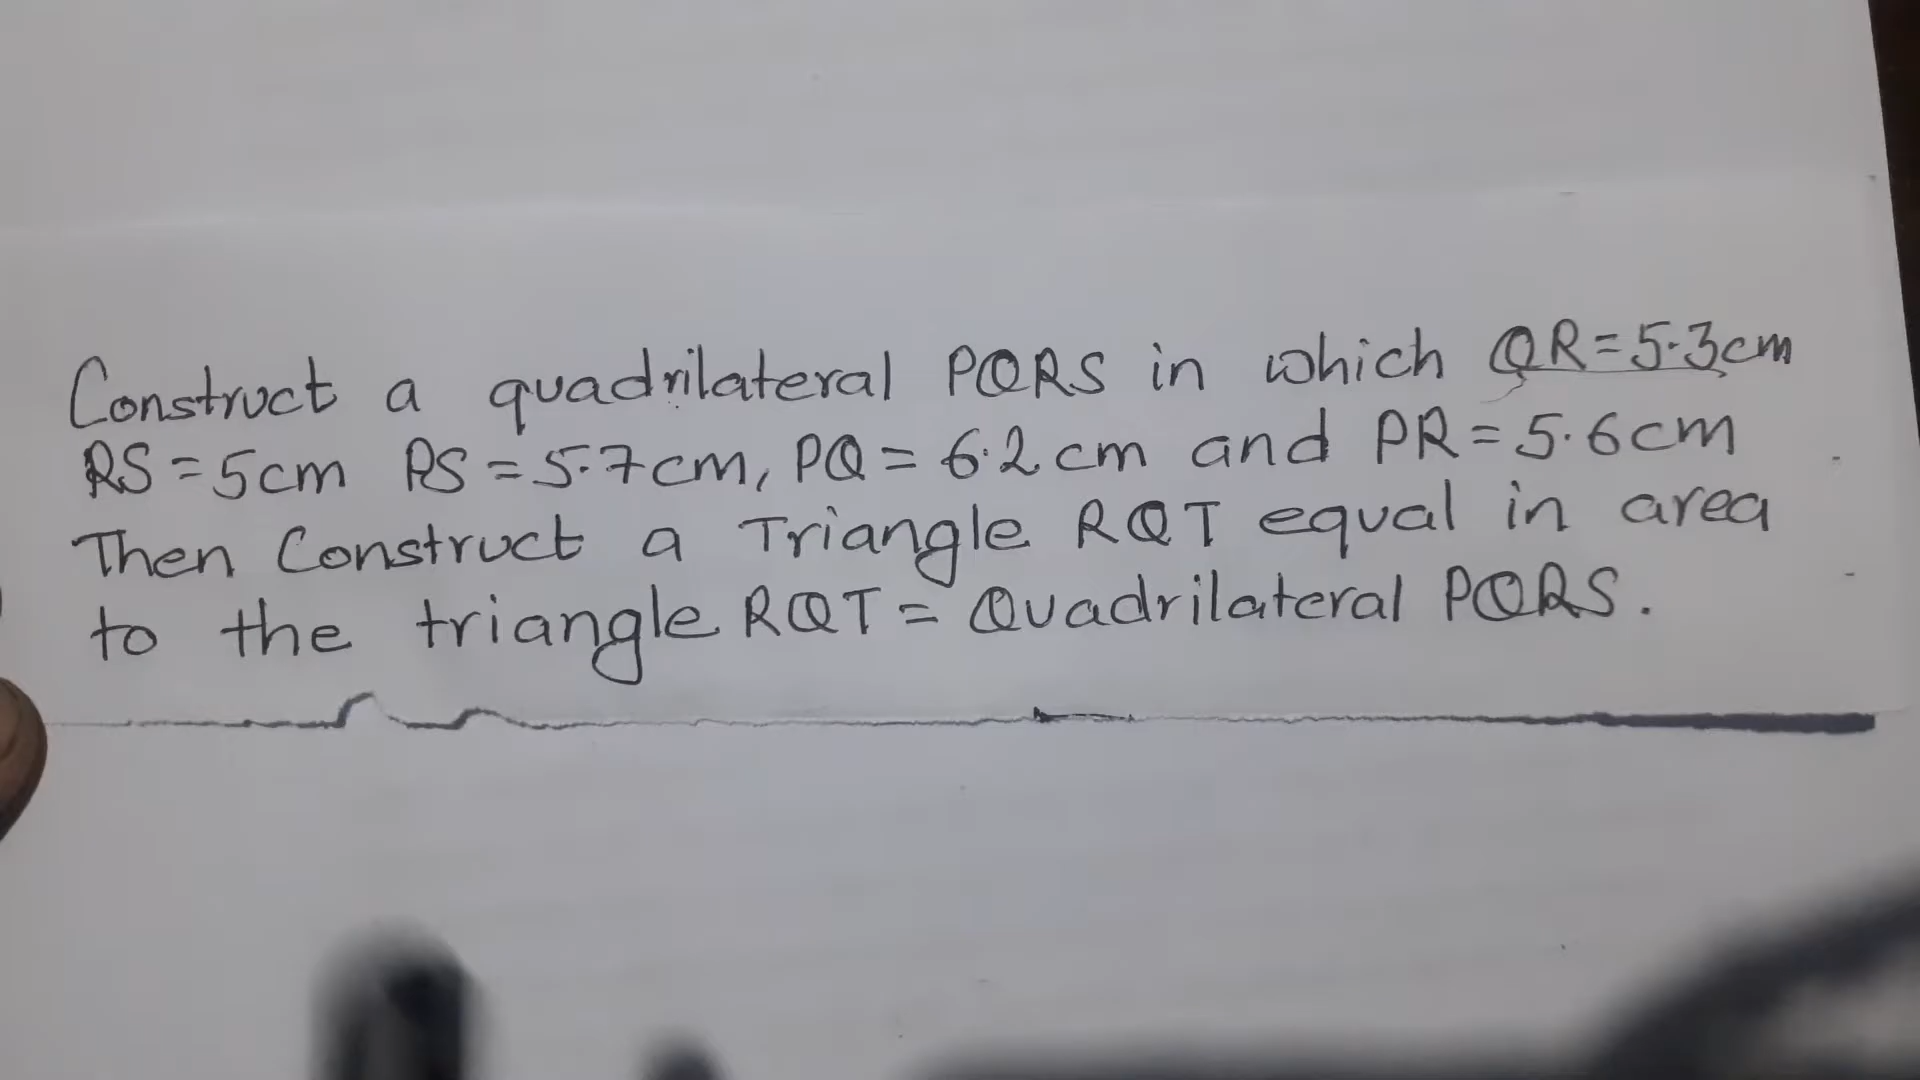 Construct a quadrilateral PQRS in which QR=5.3cm
RS=5cm PS=5.7cm, PQ=6.2cm and PR=5.6cm
Then Construct a Triangle RQT equal in area
to the triangle RQT = Quadrilateral PQRS.